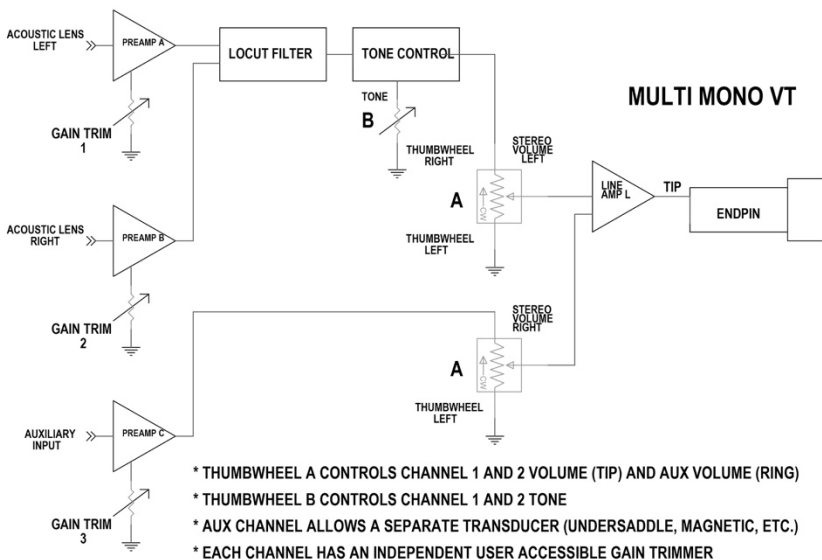 ACOUSTIC LENS
LEFT
PREAMP A
GAIN TRIM
1
LOCUT FILTER
TONE CONTROL
TONE
B
THUMBWHEEL
RIGHT
STEREO
VOLUME
LEFT
A
CW
THUMBWHEEL
LEFT
MULTI MONO VT
LINE
AMP L
TIP
ENDPIN
ACOUSTIC LENS
RIGHT
PREAMP B
GAIN TRIM
2
STEREO
VOLUME
RIGHT
A
CW
THUMBWHEEL
LEFT
AUXILIARY
INPUT
PREAMP C
GAIN TRIM
3
* THUMBWHEEL A CONTROLS CHANNEL 1 AND 2 VOLUME (TIP) AND AUX VOLUME (RING)
* THUMBWHEEL B CONTROLS CHANNEL 1 AND 2 TONE
* AUX CHANNEL ALLOWS A SEPARATE TRANSDUCER (UNDERSADDLE, MAGNETIC, ETC.)
* EACH CHANNEL HAS AN INDEPENDENT USER ACCESSIBLE GAIN TRIMMER